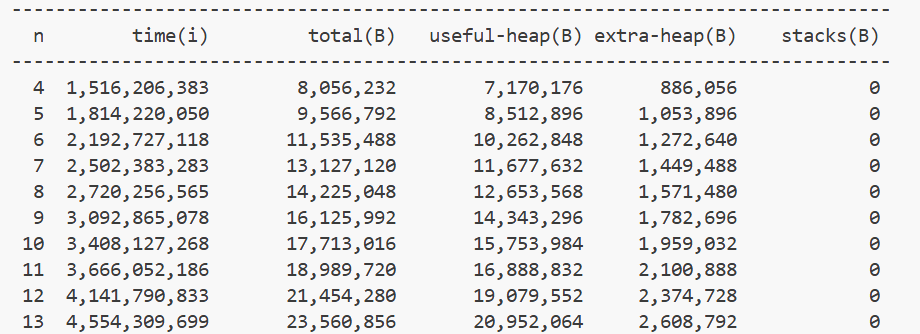 --------------------------------------------------------------------------------
  n        time(i)         total(B)   useful-heap(B) extra-heap(B)    stacks(B)
--------------------------------------------------------------------------------
  4  1,516,206,383        8,056,232        7,170,176       886,056            0
  5  1,814,220,050        9,566,792        8,512,896     1,053,896            0
  6  2,192,727,118       11,535,488       10,262,848     1,272,640            0
  7  2,502,383,283       13,127,120       11,677,632     1,449,488            0
  8  2,720,256,565       14,225,048       12,653,568     1,571,480            0
  9  3,092,865,078       16,125,992       14,343,296     1,782,696            0
 10  3,408,127,268       17,713,016       15,753,984     1,959,032            0
 11  3,666,052,186       18,989,720       16,888,832     2,100,888            0
 12  4,141,790,833       21,454,280       19,079,552     2,374,728            0
 13  4,554,309,699       23,560,856       20,952,064     2,608,792            0